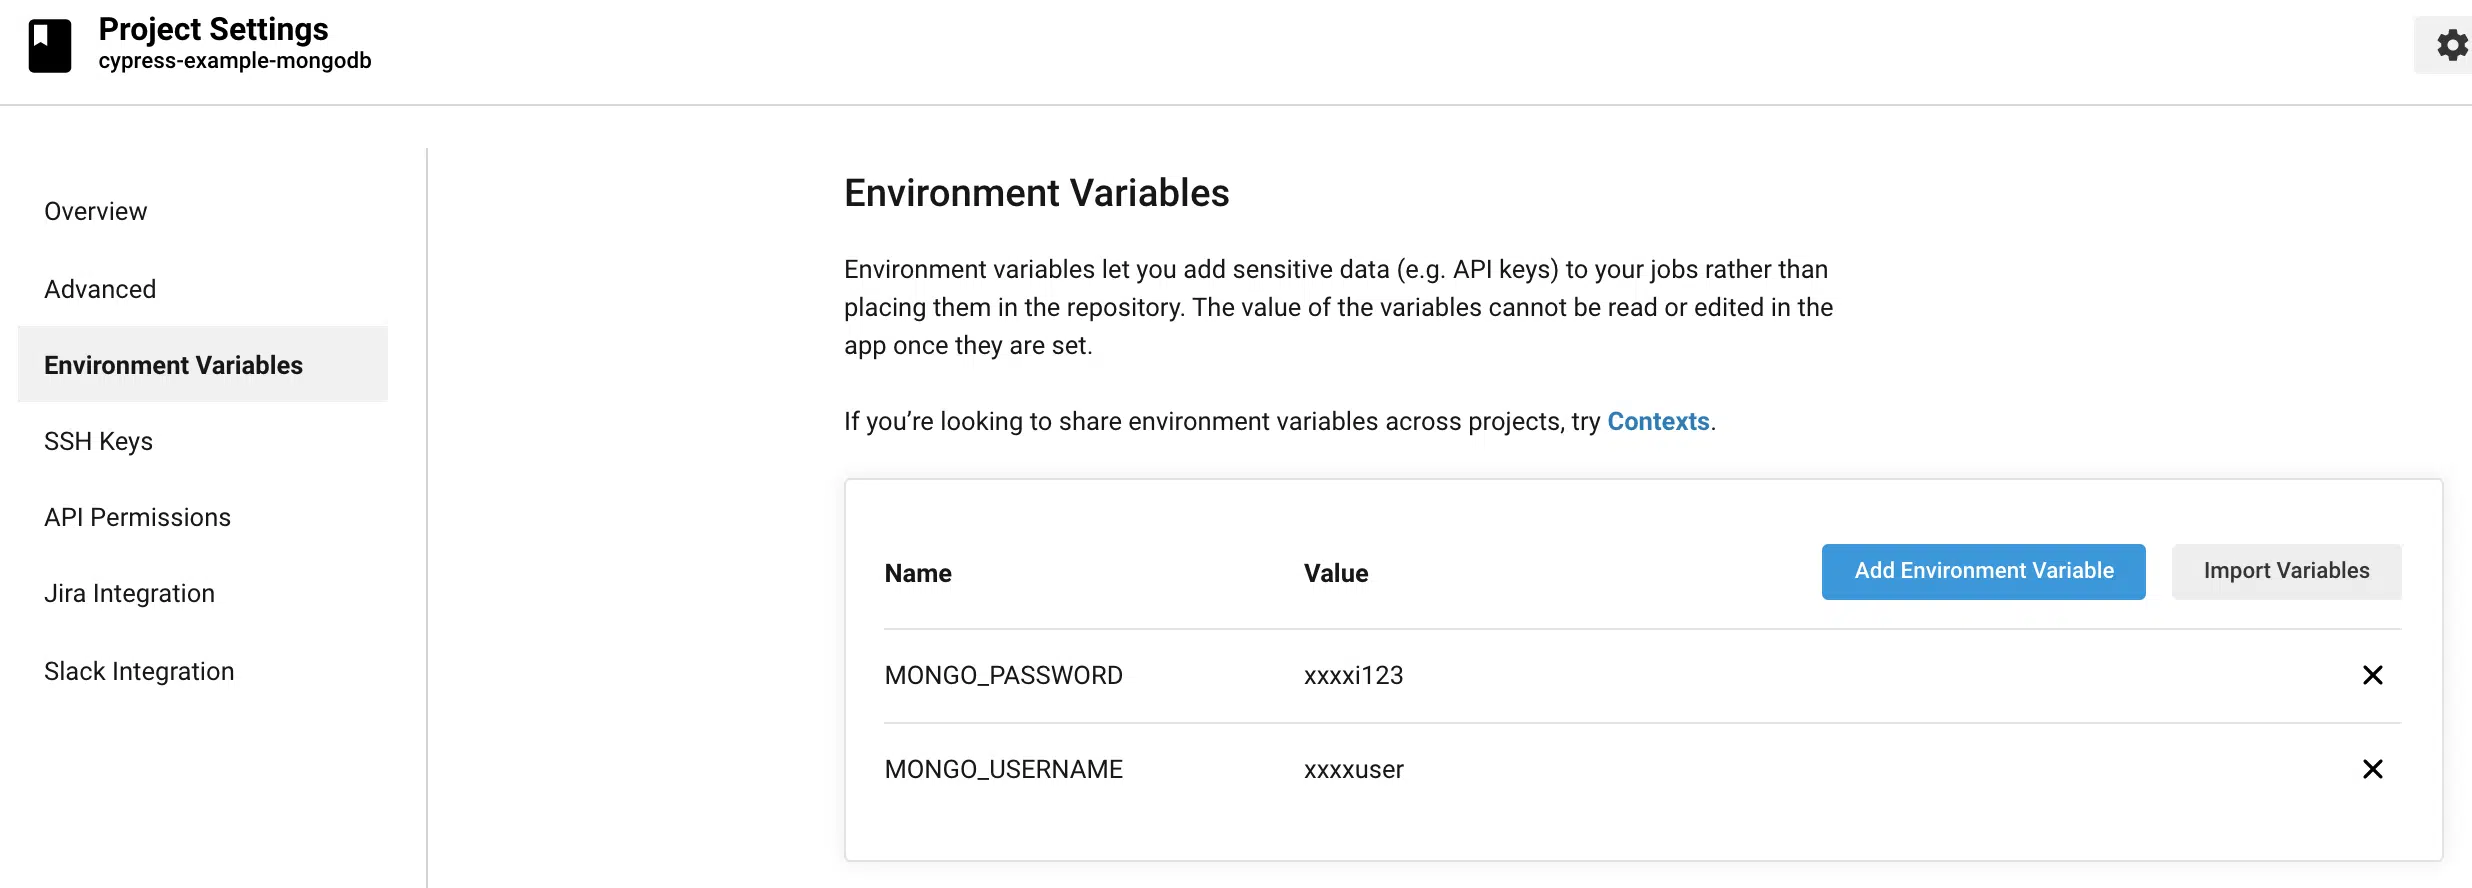 Project Settings
cypress-example-mongodb
Overview
Advanced
Environment Variables
SSH Keys
API Permissions
Jira Integration
Slack Integration
Environment Variables
Environment variables let you add sensitive data (e.g. API keys) to your jobs rather than
placing them in the repository. The value of the variables cannot be read or edited in the
app once they are set.
If you’re looking to share environment variables across projects, try Contexts.
Name Value Add Environment Variable Import Variables
MONGO_PASSWORD xxxxi123
MONGO_USERNAME xxxxuser